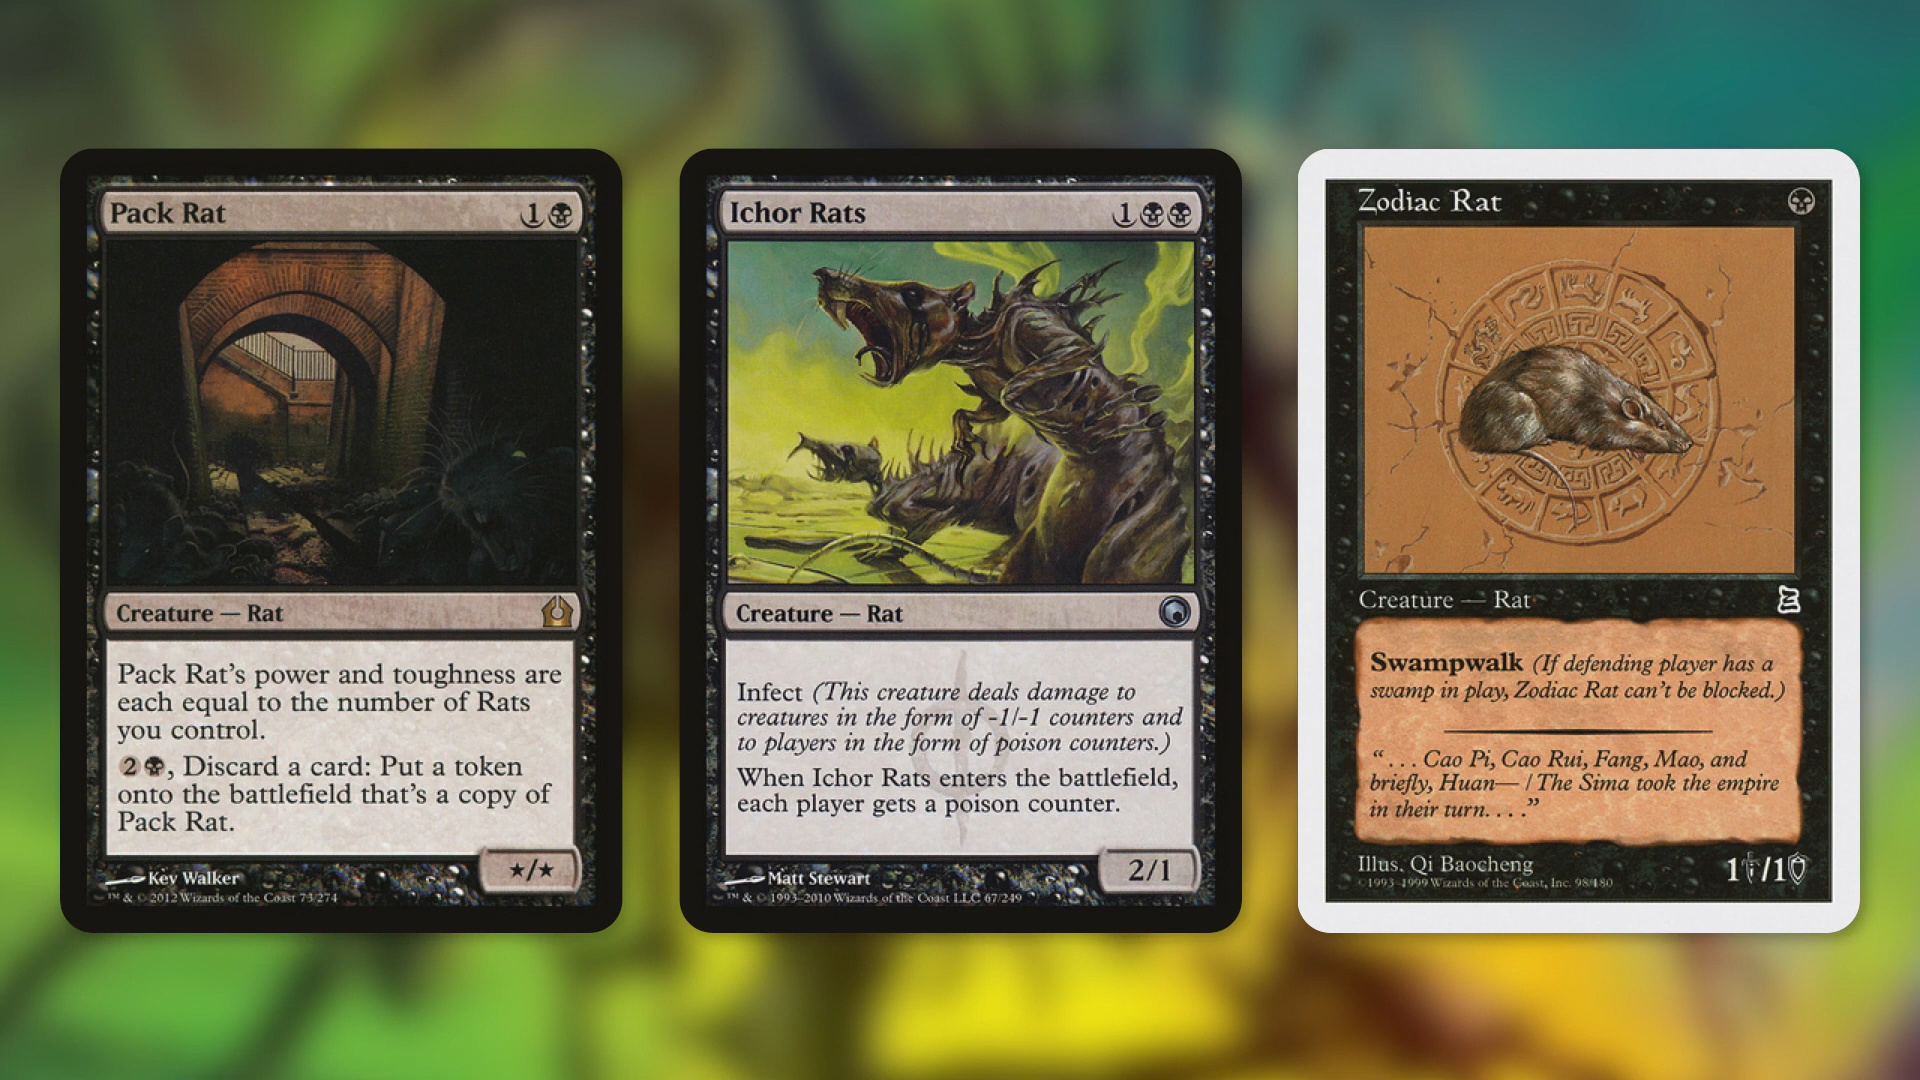 Pack Rat 1
Creature — Rat
Pack Rat's power and toughness are
each equal to the number of Rats
you control.
2, Discard a card: Put a token
onto the battlefield that's a copy of
Pack Rat.
★/★
Kev Walker
™ & © 2012 Wizards of the Coast 73/274
Ichor Rats 1
Creature — Rat
Infect (This creature deals damage to
creatures in the form of -1/-1 counters and
to players in the form of poison counters.)
When Ichor Rats enters the battlefield,
each player gets a poison counter.
2/1
Matt Stewart
™ & © 1993–2010 Wizards of the Coast LLC 67/249
Zodiac Rat
Creature — Rat
Swampwalk (If defending player has a
swamp in play, Zodiac Rat can't be blocked.)
“ . . . Cao Pi, Cao Rui, Fang, Mao, and
briefly, Huan— / The Sima took the empire
in their turn. . . . ”
Illus. Qi Baocheng
1/1
©1993-1999 Wizards of the Coast, Inc. 98/180